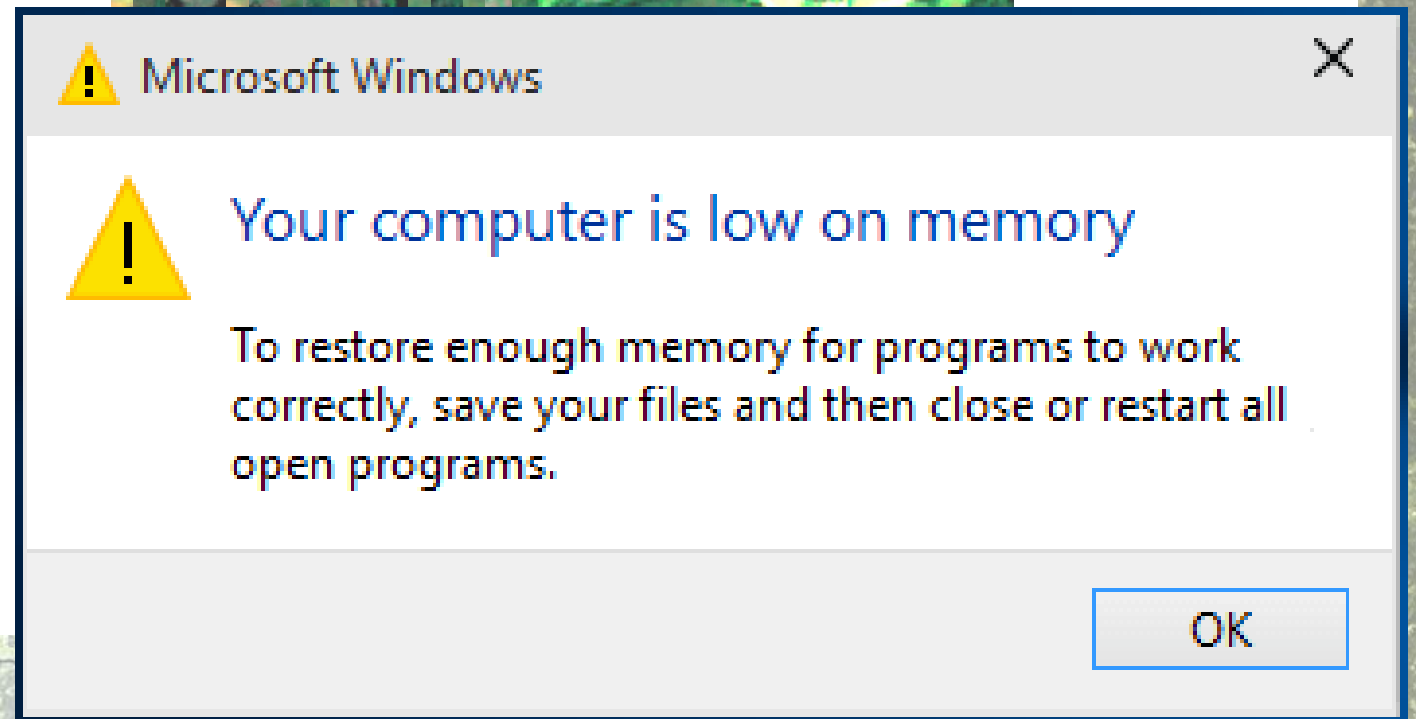 Microsoft Windows
Your computer is low on memory
To restore enough memory for programs to work
correctly, save your files and then close or restart all
open programs.
OK